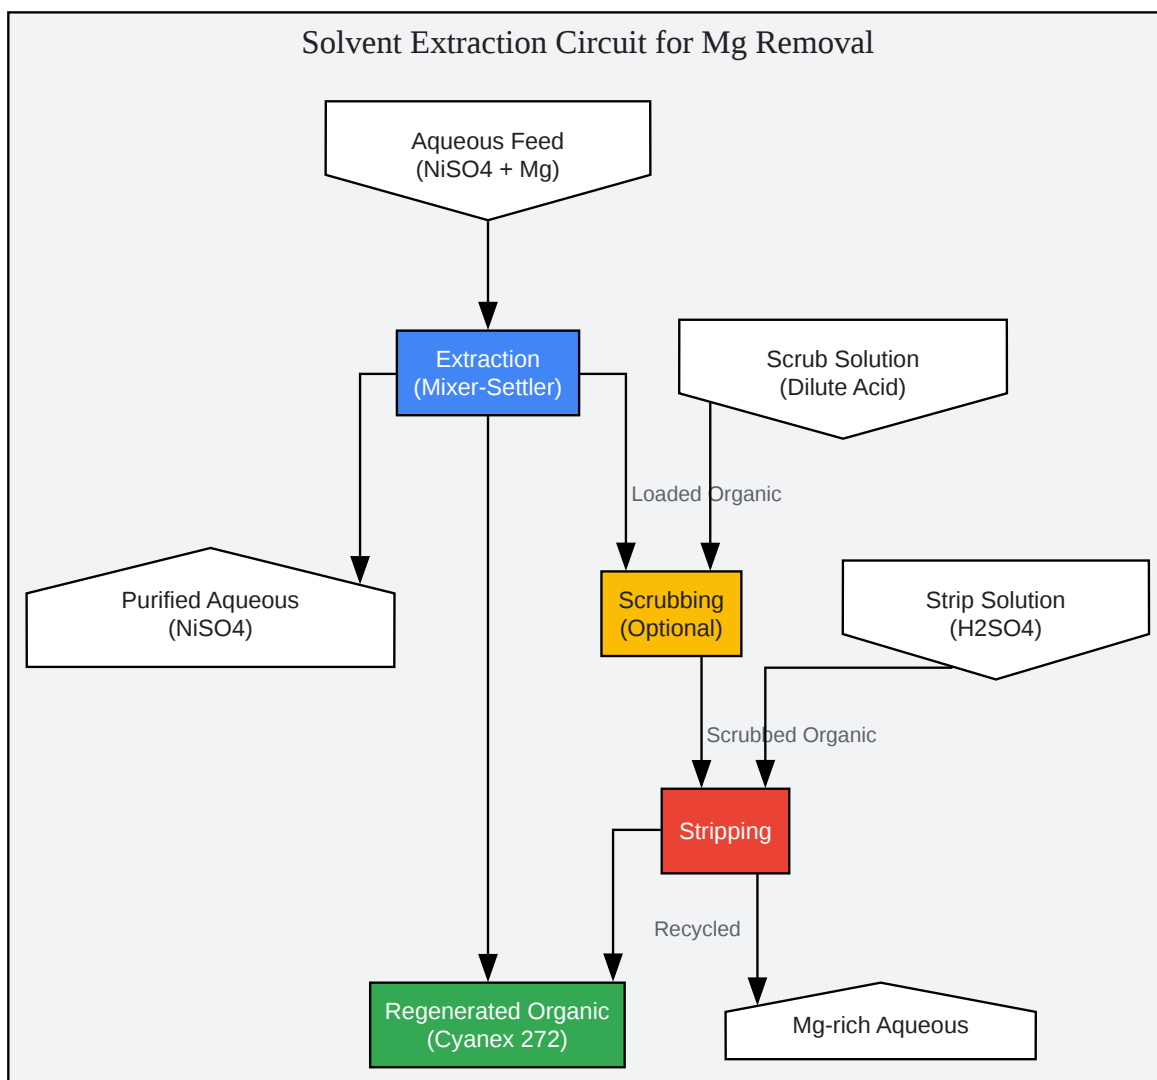 Solvent Extraction Circuit for Mg Removal
Aqueous Feed
(NiSO4 + Mg)
Extraction
(Mixer-Settler)
Scrub Solution
(Dilute Acid)
Loaded Organic
Purified Aqueous
(NiSO4)
Scrubbing
(Optional)
Strip Solution
(H2SO4)
Scrubbed Organic
Stripping
Recycled
Regenerated Organic
(Cyanex 272)
Mg-rich Aqueous